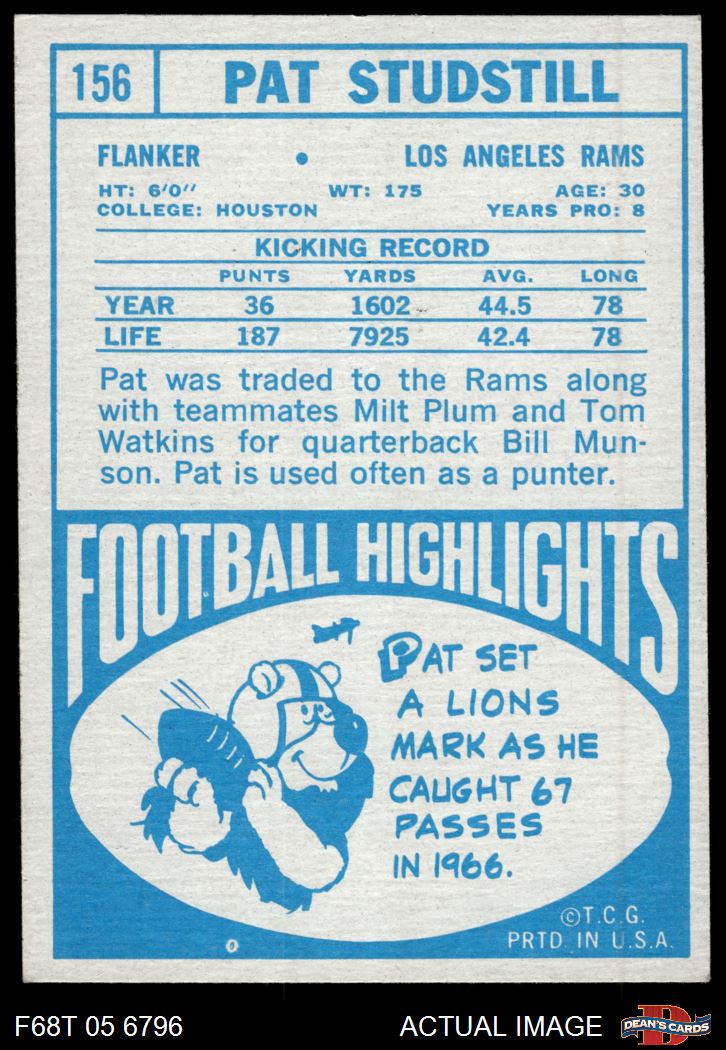 156 PAT STUDSTILL
FLANKER • LOS ANGELES RAMS
HT: 6'0" WT: 175 AGE: 30
COLLEGE: HOUSTON YEARS PRO: 8
KICKING RECORD
PUNTS YARDS AVG. LONG
YEAR 36 1602 44.5 78
LIFE 187 7925 42.4 78
Pat was traded to the Rams along
with teammates Milt Plum and Tom
Watkins for quarterback Bill Mun-
son. Pat is used often as a punter.
FOOTBALL HIGHLIGHTS
PAT SET
A LIONS
MARK AS HE
CAUGHT 67
PASSES
IN 1966.
©T.C.G.
PRTD. IN U.S.A.
F68T 05 6796 ACTUAL IMAGE D DEAN'S CARDS